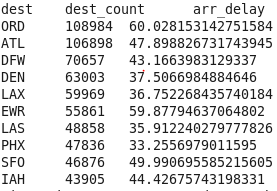 dest dest_count arr_delay
ORD 108984 60.028153142751584
ATL 106898 47.898826731743945
DFW 70657 43.1663983129337
DEN 63003 37.5066984884646
LAX 59969 36.752268435740184
EWR 55861 59.87794637064802
LAS 48858 35.912240279777826
PHX 47836 33.2556979011595
SFO 46876 49.990695585215605
IAH 43905 44.42675743198331